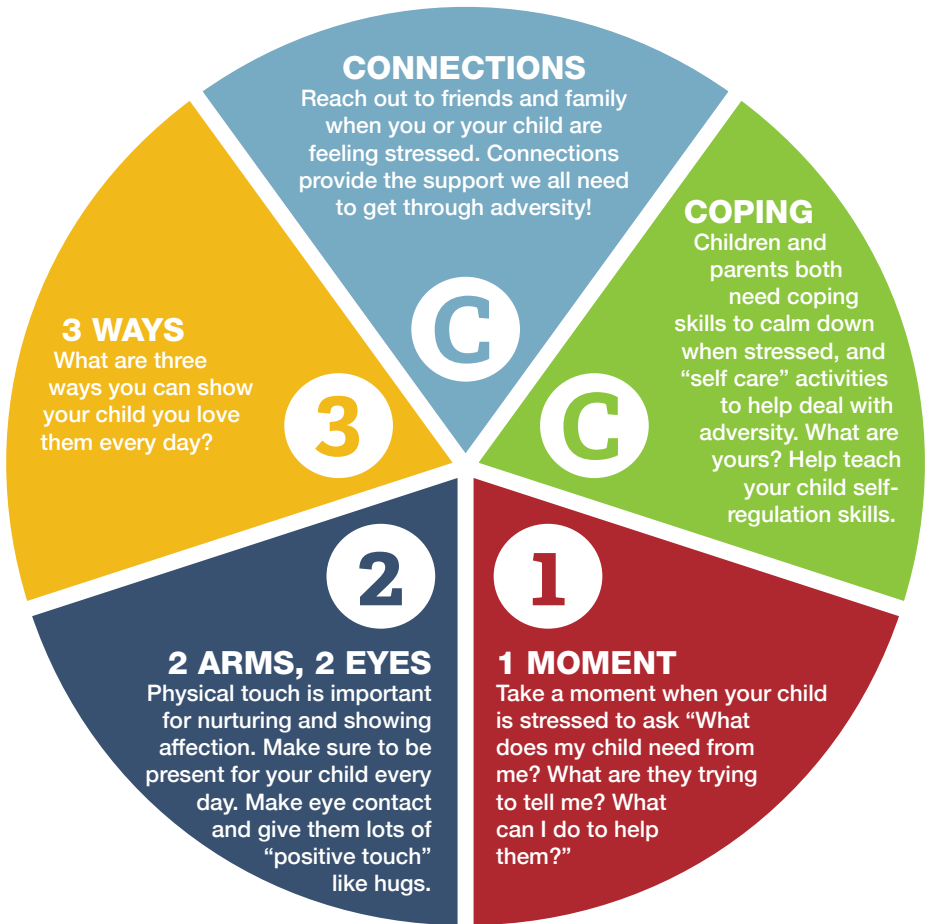 CONNECTIONS
Reach out to friends and family
when you or your child are
feeling stressed. Connections
provide the support we all need
to get through adversity!
C
COPING
Children and
parents both
need coping
skills to calm down
when stressed, and
“self care” activities
to help deal with
adversity. What are
yours? Help teach
your child self-
regulation skills.
C
1
1 MOMENT
Take a moment when your child
is stressed to ask “What
does my child need from
me? What are they trying
to tell me? What
can I do to help
them?”
2
2 ARMS, 2 EYES
Physical touch is important
for nurturing and showing
affection. Make sure to be
present for your child every
day. Make eye contact
and give them lots of
“positive touch”
like hugs.
3 WAYS
What are three
ways you can show
your child you love
them every day?
3